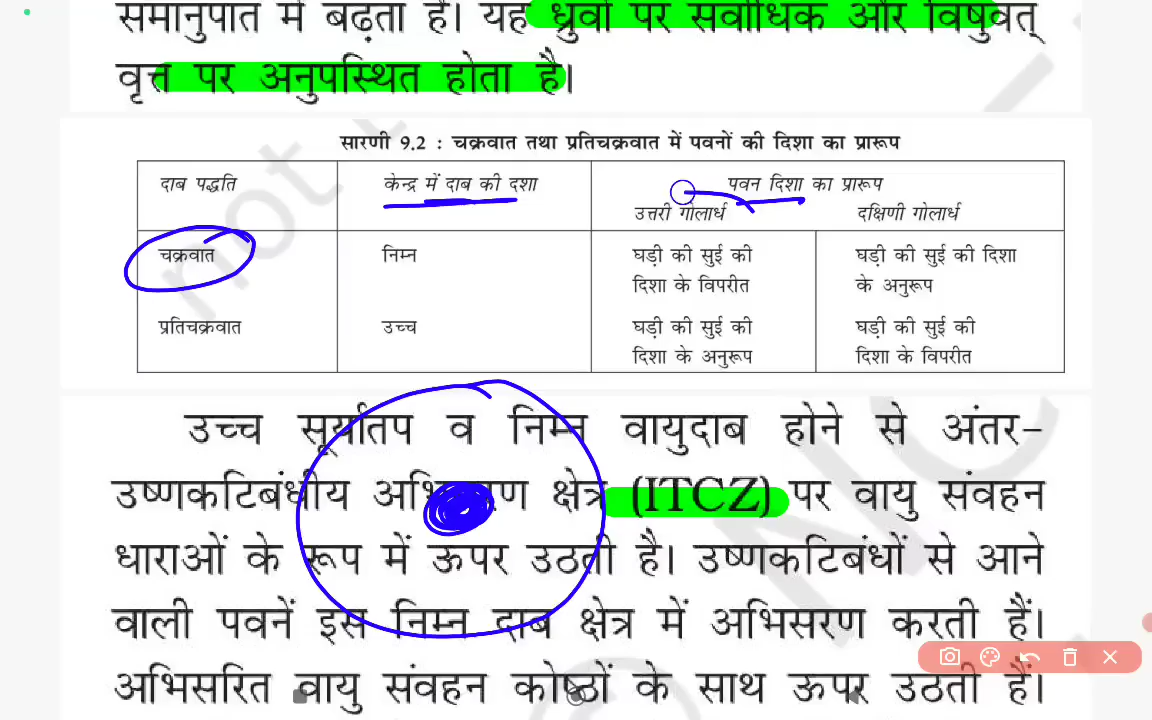 समानुपात में बढ़ता है। यह ध्रुवों पर सर्वाधिक और विषुवत्
वृत्त पर अनुपस्थित होता है।
सारणी 9.2 : चक्रवात तथा प्रतिचक्रवात में पवनों की दिशा का प्रारूप
दाब पद्धति केन्द्र में दाब की दशा पवन दिशा का प्रारूप
उत्तरी गोलार्ध दक्षिणी गोलार्ध
चक्रवात निम्न घड़ी की सुई की घड़ी की सुई की दिशा
दिशा के विपरीत के अनुरूप
प्रतिचक्रवात उच्च घड़ी की सुई की घड़ी की सुई की
दिशा के अनुरूप दिशा के विपरीत
उच्च सूर्यातप व निम्न वायुदाब होने से अंतर-
उष्णकटिबंधीय क्षेत्र (ITCZ) पर वायु संवहन
धाराओं के रूप में ऊपर उठती है। उष्णकटिबंधों से आने
वाली पवनें इस निम्न दाब क्षेत्र में अभिसरण करती हैं।
अभिसरित वायु संवहन कोष्ठों के साथ ऊपर उठती हैं।
not